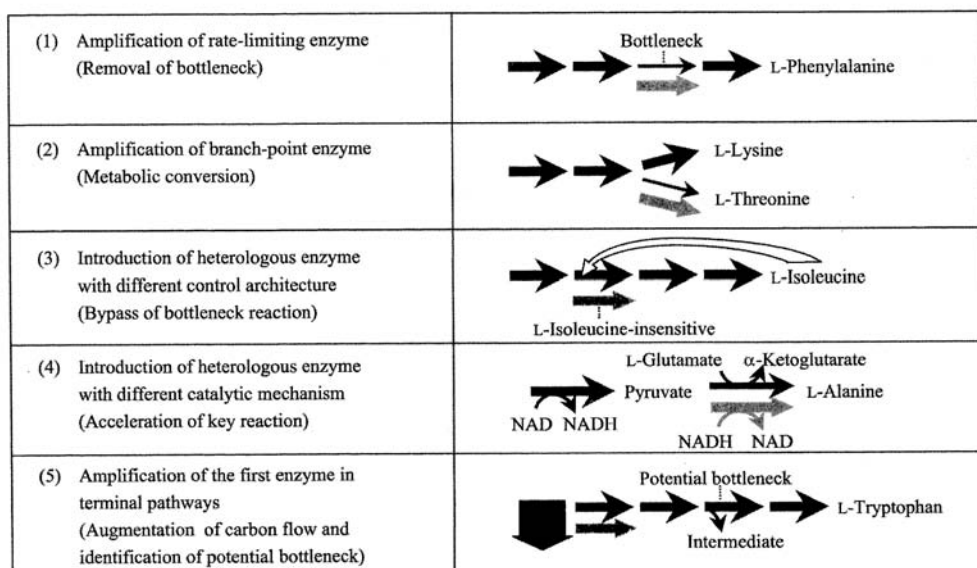 (1) Amplification of rate-limiting enzyme
(Removal of bottleneck)
Bottleneck
L-Phenylalanine
(2) Amplification of branch-point enzyme
(Metabolic conversion)
L-Lysine
L-Threonine
(3) Introduction of heterologous enzyme
with different control architecture
(Bypass of bottleneck reaction)
L-Isoleucine
L-Isoleucine-insensitive
(4) Introduction of heterologous enzyme
with different catalytic mechanism
(Acceleration of key reaction)
L-Glutamate α-Ketoglutarate
Pyruvate L-Alanine
NAD NADH
NADH NAD
(5) Amplification of the first enzyme in
terminal pathways
(Augmentation of carbon flow and
identification of potential bottleneck)
Potential bottleneck
L-Tryptophan
Intermediate